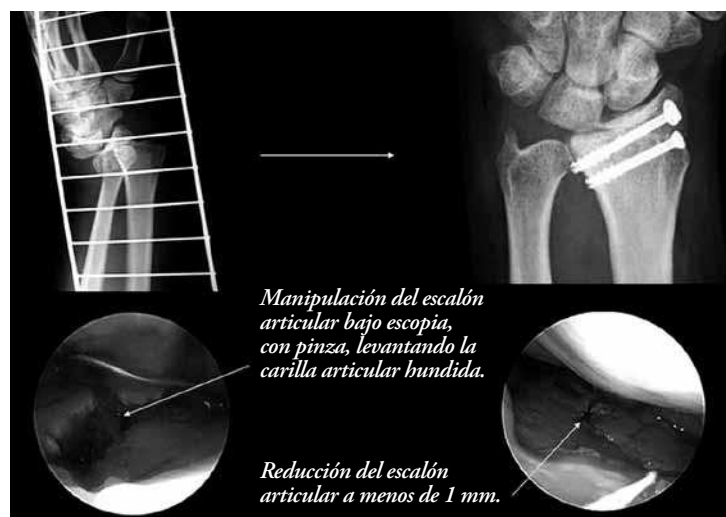 Manipulación del escalón
articular bajo escopia,
con pinza, levantando la
carilla articular hundida.
Reducción del escalón
articular a menos de 1 mm.